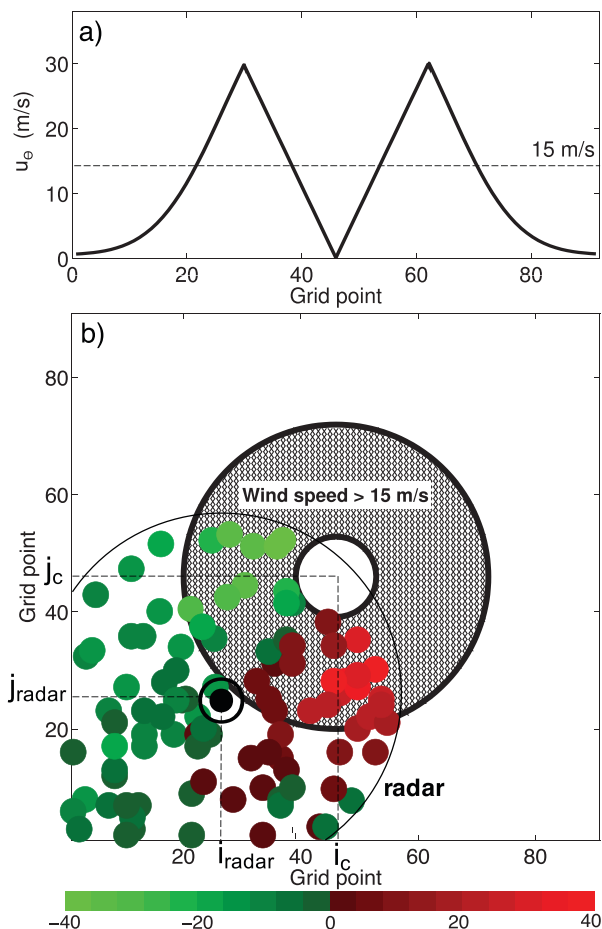 a)
30
20
10
0
u_θ (m/s)
15 m/s
0 20 40 60 80
Grid point
b)
80
60
40
20
Grid point
Wind speed > 15 m/s
j_c
j_radar
radar
20 40 60 80
i_radar i_c
Grid point
-40 -20 0 20 40